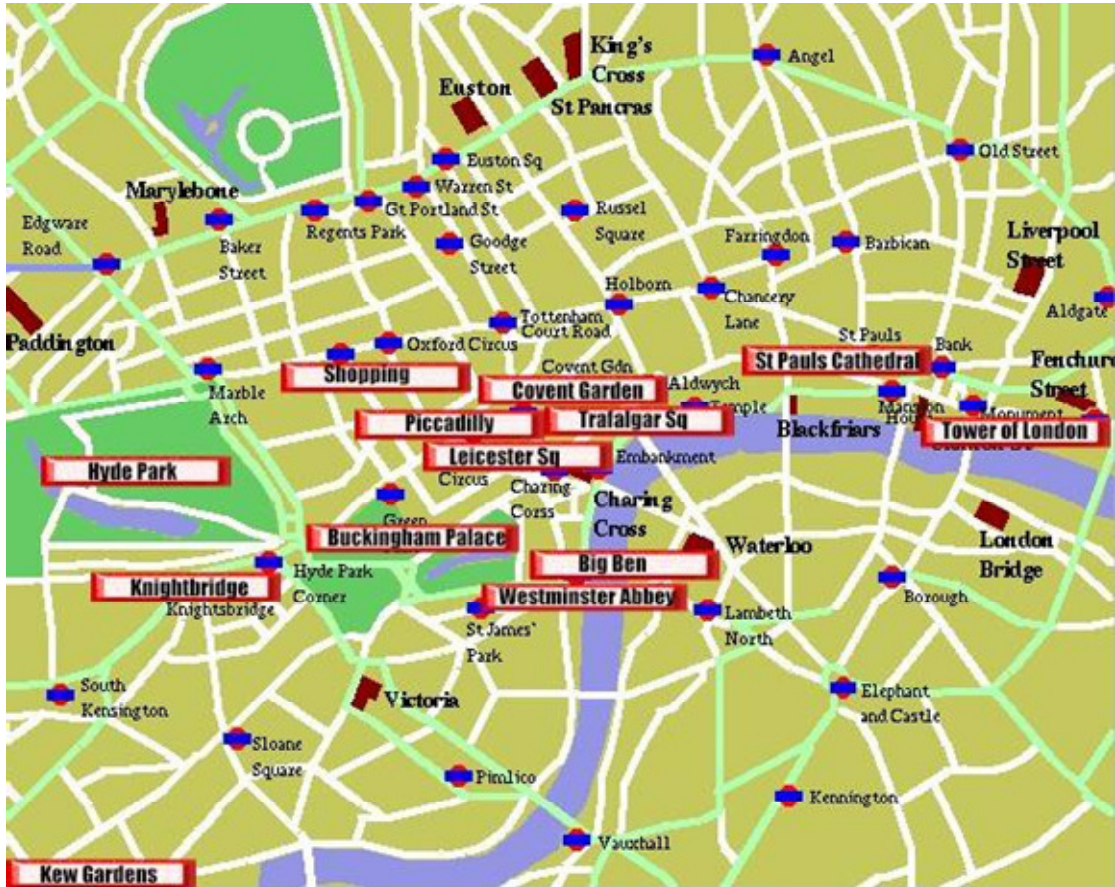 King's
Cross
Angel
Euston
St Pancras
Old Street
Euston Sq
Warren St
Marylebone
Gt Portland St
Regents Park
Edgware
Road
Baker
Street
Goodge
Street
Russel
Square
Farringdon
Barbican
Liverpool
Street
Holborn
Chancery
Lane
Aldgate
Paddington
Tottenham
Court Road
Oxford Circus
St Pauls
Bank
Shopping
Covent Gdn
St Pauls Cathedral
Fenchurc
Street
Marble
Arch
Covent Garden
Aldwych
Temple
Mansion
House
Monument
Piccadilly
Trafalgar Sq
Blackfriars
Tower of London
Hyde Park
Leicester Sq
Embankment
Circus
Charing
Corss
Green
Charing
Cross
Buckingham Palace
Waterloo
London
Bridge
Big Ben
Hyde Park
Corner
Knightbridge
Knightsbridge
Westminster Abbey
Borough
St James'
Park
Lambeth
North
South
Kensington
Victoria
Elephant
and Castle
Sloane
Square
Pimlico
Kennington
Vauxhall
Kew Gardens